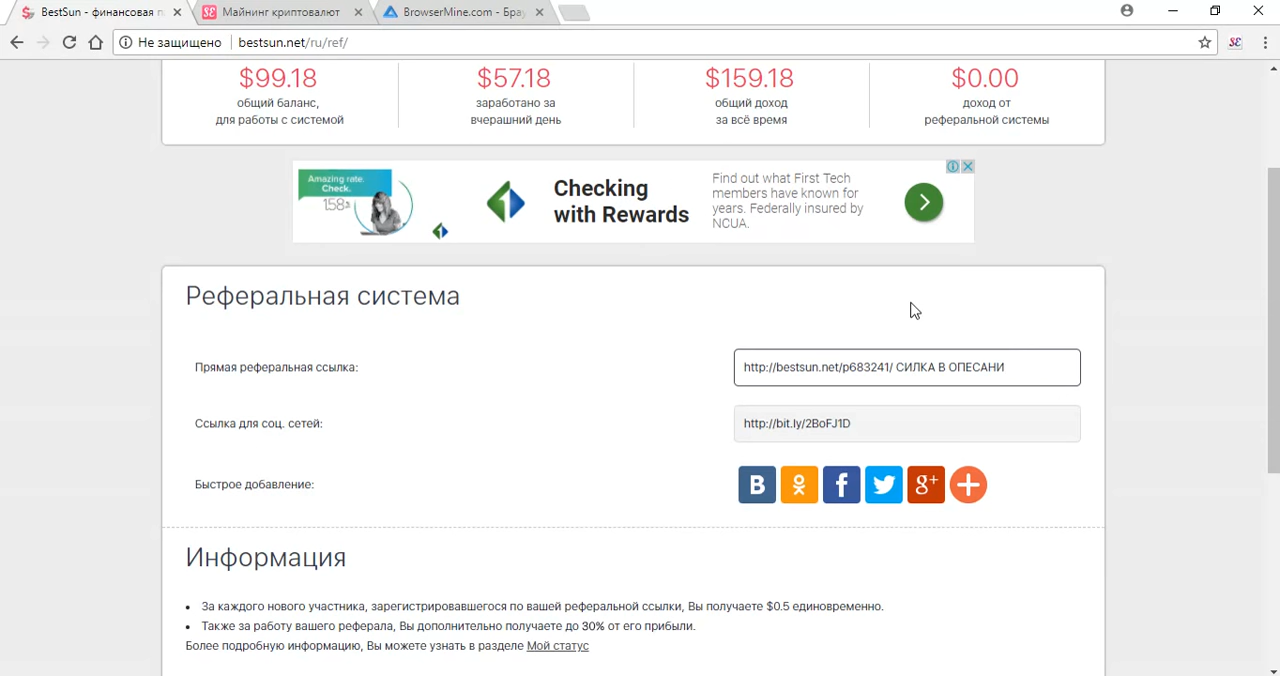 BestSun - финансовая п
Майнинг криптовалют
BrowserMine.com - Брау
Не защищено
bestsun.net/ru/ref/
$99.18
общий баланс,
для работы с системой
$57.18
заработано за
вчерашний день
$159.18
общий доход
за всё время
$0.00
доход от
реферальной системы
Amazing rate.
Check.
Checking
with Rewards
Find out what First Tech
members have known for
years. Federally insured by
NCUA.
Реферальная система
Прямая реферальная ссылка:
http://bestsun.net/p683241/ СИЛКА В ОПЕСАНИ
Ссылка для соц. сетей:
http://bit.ly/2BoFJ1D
Быстрое добавление:
Информация
• За каждого нового участника, зарегистрировавшегося по вашей реферальной ссылки, Вы получаете $0.5 единовременно.
• Также за работу вашего реферала, Вы дополнительно получаете до 30% от его прибыли.
Более подробную информацию, Вы можете узнать в разделе Мой статус